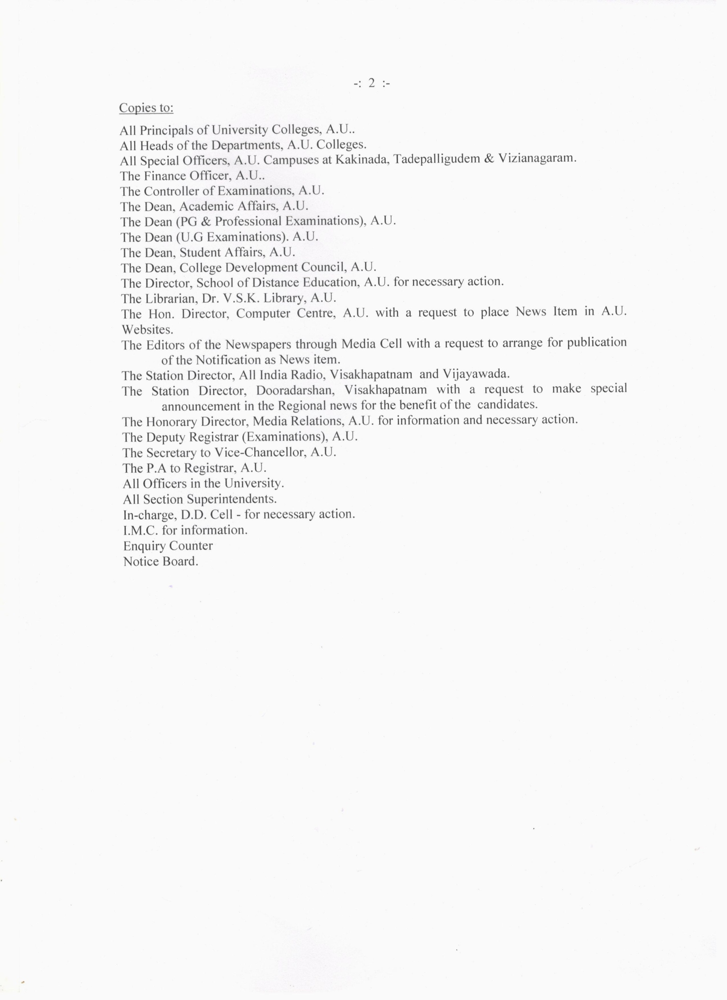 -: 2 :-
Copies to:
All Principals of University Colleges, A.U..
All Heads of the Departments, A.U. Colleges.
All Special Officers, A.U. Campuses at Kakinada, Tadepalligudem & Vizianagaram.
The Finance Officer, A.U..
The Controller of Examinations, A.U.
The Dean, Academic Affairs, A.U.
The Dean (PG & Professional Examinations), A.U.
The Dean (U.G Examinations). A.U.
The Dean, Student Affairs, A.U.
The Dean, College Development Council, A.U.
The Director, School of Distance Education, A.U. for necessary action.
The Librarian, Dr. V.S.K. Library, A.U.
The Hon. Director, Computer Centre, A.U. with a request to place News Item in A.U.
Websites.
The Editors of the Newspapers through Media Cell with a request to arrange for publication
of the Notification as News item.
The Station Director, All India Radio, Visakhapatnam and Vijayawada.
The Station Director, Dooradarshan, Visakhapatnam with a request to make special
announcement in the Regional news for the benefit of the candidates.
The Honorary Director, Media Relations, A.U. for information and necessary action.
The Deputy Registrar (Examinations), A.U.
The Secretary to Vice-Chancellor, A.U.
The P.A to Registrar, A.U.
All Officers in the University.
All Section Superintendents.
In-charge, D.D. Cell - for necessary action.
I.M.C. for information.
Enquiry Counter
Notice Board.